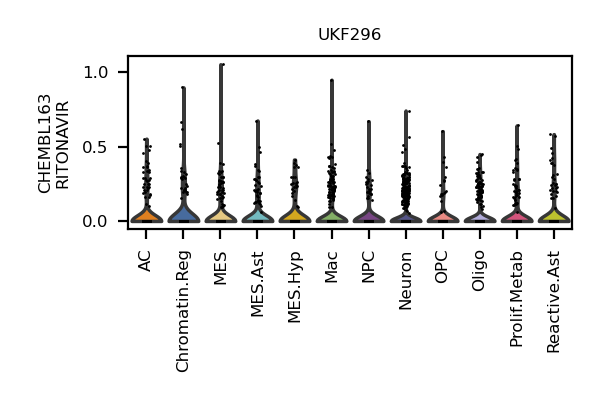 UKF296
CHEMBL163
RITONAVIR
1.0
0.5
0.0
AC
Chromatin.Reg
MES
MES.Ast
MES.Hyp
Mac
NPC
Neuron
OPC
Oligo
Prolif.Metab
Reactive.Ast